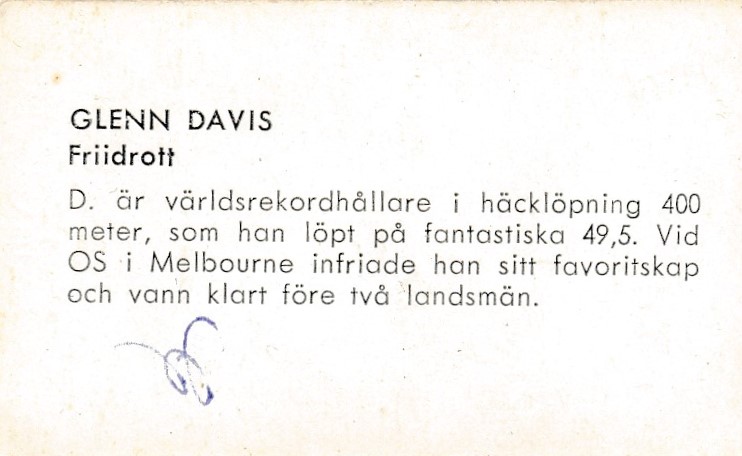 GLENN DAVIS
Friidrott
D. är världsrekordhållare i häcklöpning 400
meter, som han löpt på fantastiska 49,5. Vid
OS i Melbourne infriade han sitt favoritskap
och vann klart före två landsmän.